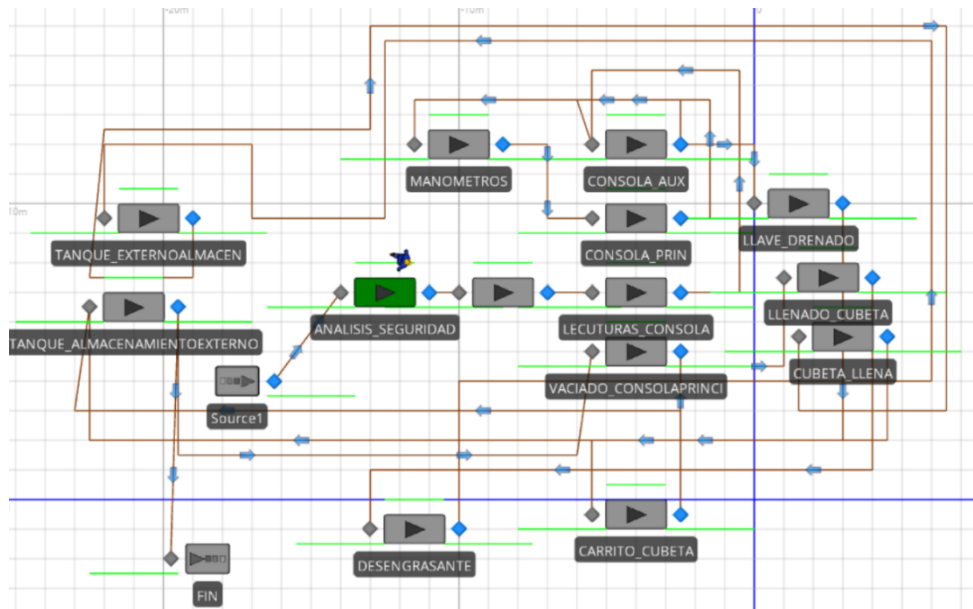 -20m
-10m
0
MANOMETROS
CONSOLA_AUX
10m
TANQUE_EXTERNOALMACEN
CONSOLA_PRIN
LLAVE_DRENADO
ANALISIS_SEGURIDAD
LECUTURAS_CONSOLA
LLENADO_CUBETA
TANQUE_ALMACENAMIENTOEXTERNO
VACIADO_CONSOLAPRINCI
CUBETA_LLENA
Source1
DESENGRASANTE
CARRITO_CUBETA
FIN